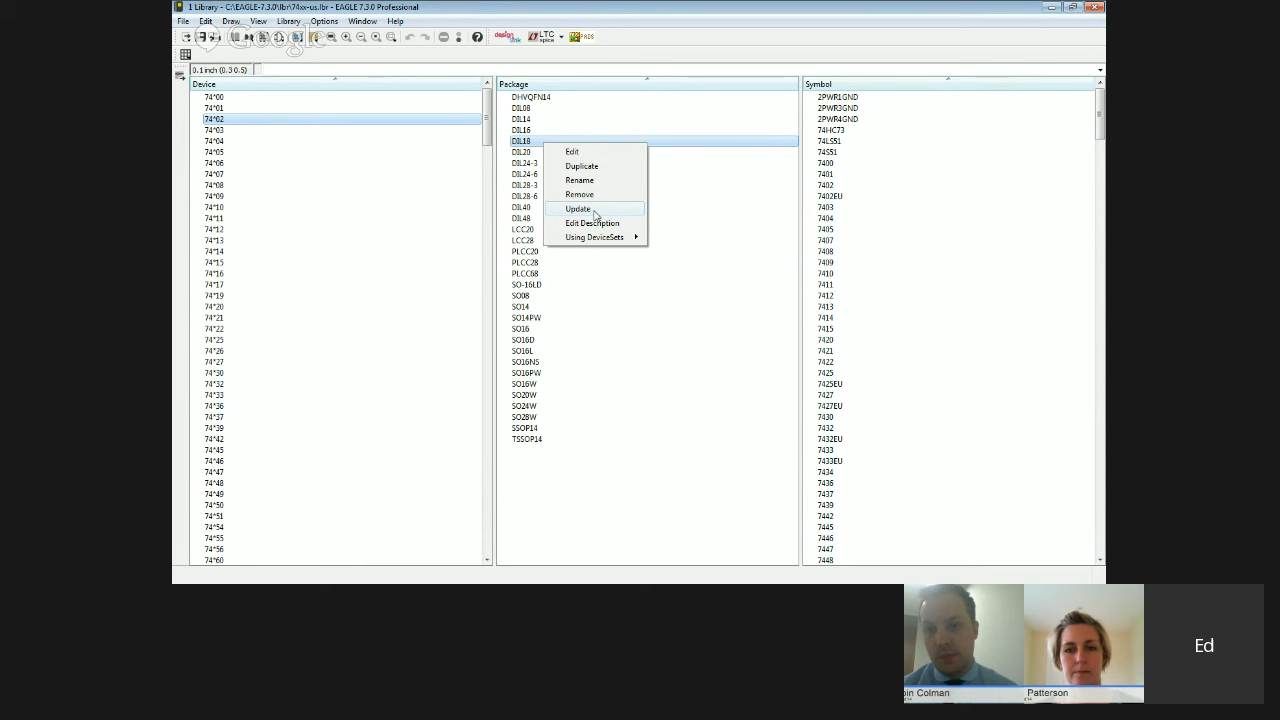 1 Library - C:\EAGLE-7.3.0\lbr\74xx-us.lbr - EAGLE 7.3.0 Professional
File Edit Draw View Library Options Window Help
Google
design link LTC spice PADS
0.1 inch (0.3 0.5)
Device
74*00
74*01
74*02
74*03
74*04
74*05
74*06
74*07
74*08
74*09
74*10
74*11
74*12
74*13
74*14
74*15
74*16
74*17
74*19
74*20
74*21
74*22
74*25
74*26
74*27
74*30
74*32
74*33
74*36
74*37
74*39
74*42
74*45
74*46
74*47
74*48
74*49
74*50
74*51
74*54
74*55
74*56
74*60
Package
DHVQFN14
DIL08
DIL14
DIL16
DIL18
DIL20
DIL24-3
DIL24-6
DIL28-3
DIL28-6
DIL40
DIL48
LCC20
LCC28
PLCC20
PLCC28
PLCC68
SO-16LD
SO08
SO14
SO14PW
SO16
SO16D
SO16L
SO16NS
SO16PW
SO16W
SO20W
SO24W
SO28W
SSOP14
TSSOP14
Edit
Duplicate
Rename
Remove
Update
Edit Description
Using DeviceSets
Symbol
2PWR1GND
2PWR3GND
2PWR4GND
74HC73
74LS51
74S51
7400
7401
7402
7402EU
7403
7404
7405
7407
7408
7409
7410
7411
7412
7413
7414
7415
7420
7421
7422
7425
7425EU
7427
7427EU
7430
7432
7432EU
7433
7433EU
7434
7436
7437
7439
7442
7445
7446
7447
7448
bin Colman
Patterson
Ed